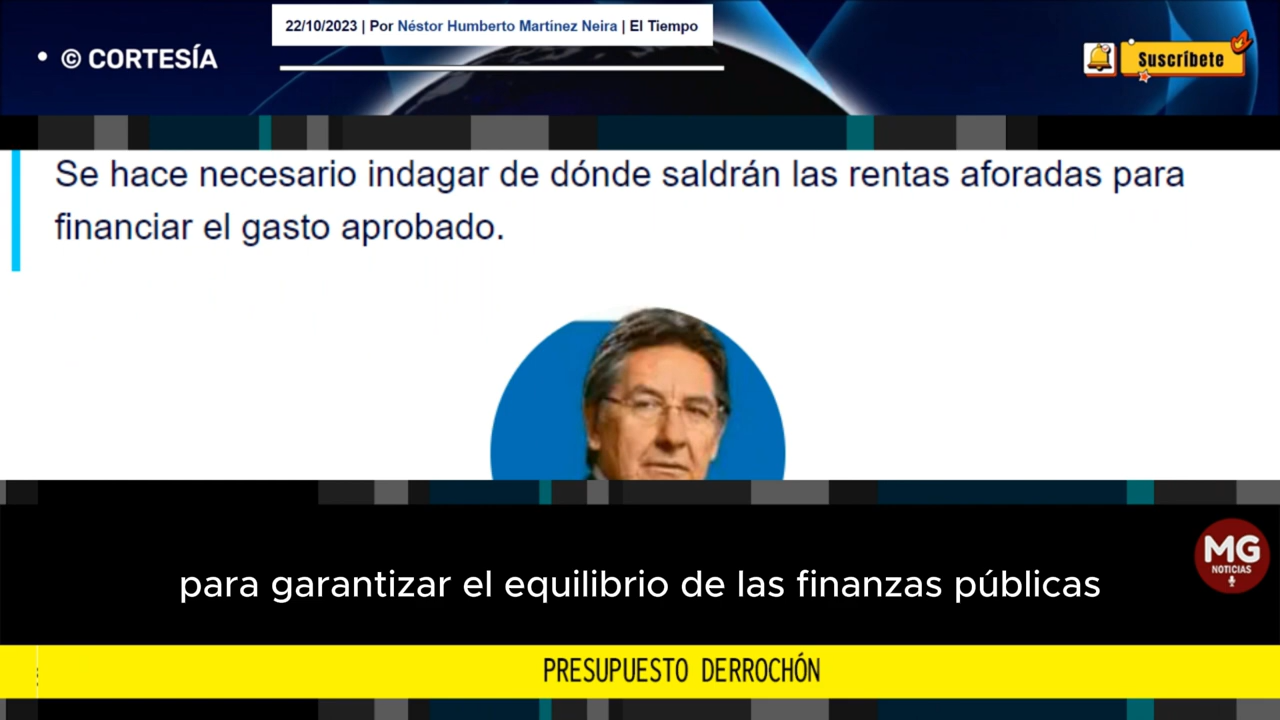 22/10/2023 | Por Néstor Humberto Martínez Neira | El Tiempo
• © CORTESÍA
Suscríbete
Se hace necesario indagar de dónde saldrán las rentas aforadas para
financiar el gasto aprobado.
MG
NOTICIAS
para garantizar el equilibrio de las finanzas públicas
PRESUPUESTO DERROCHÓN